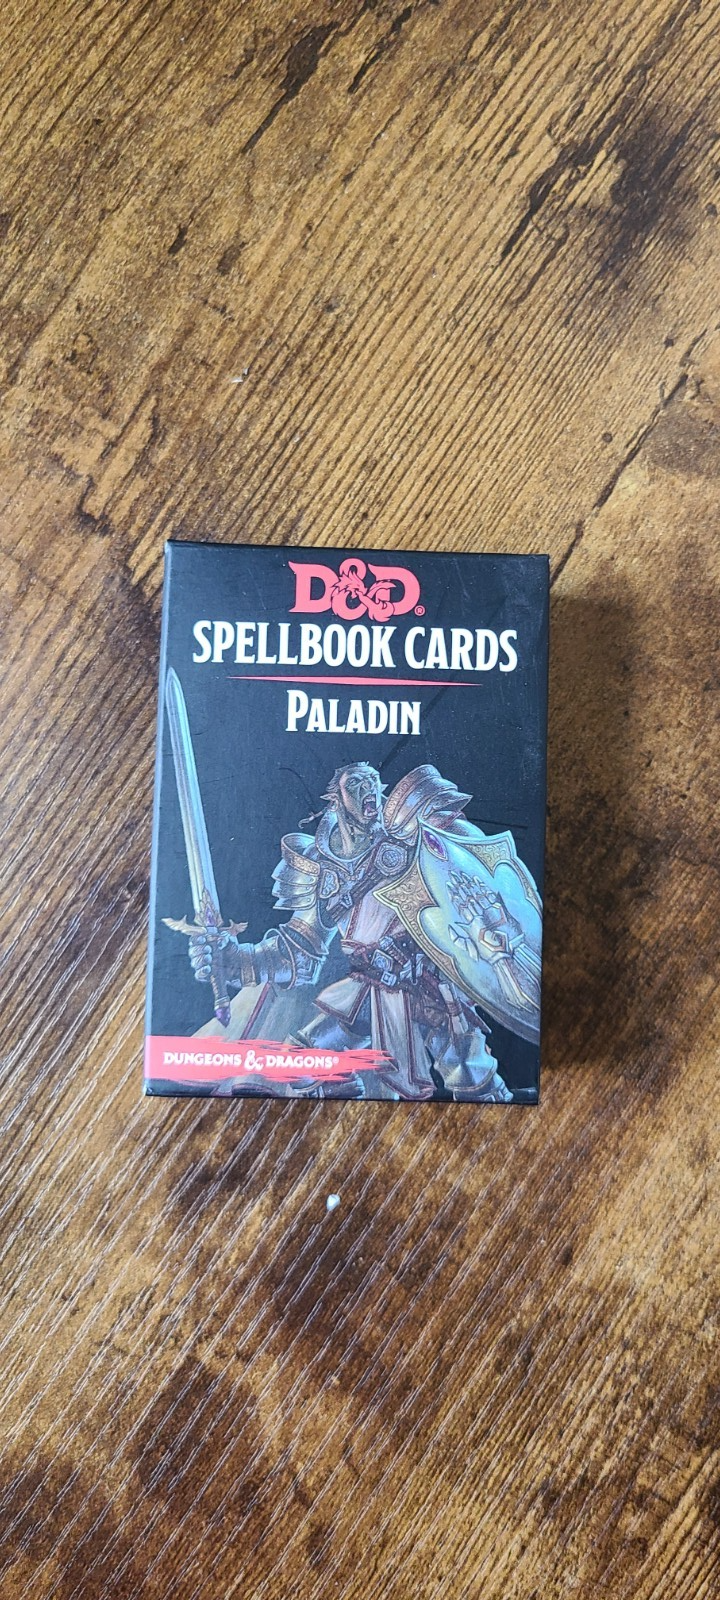 D&D®
SPELLBOOK CARDS
PALADIN
DUNGEONS & DRAGONS®